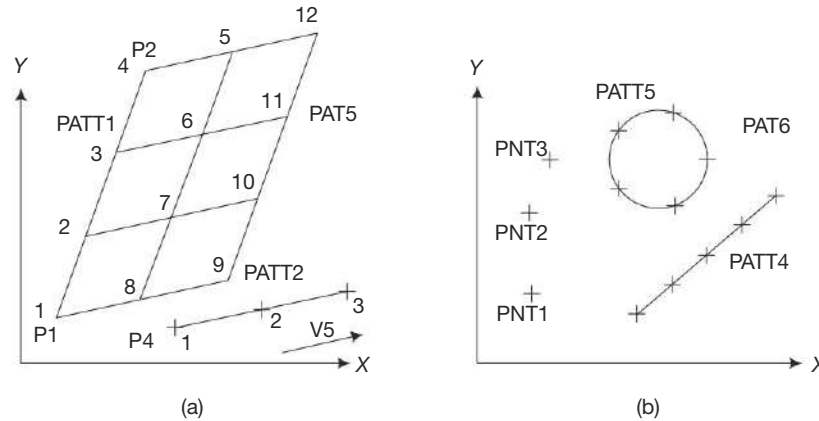 12
5
P2
4
Y
PATT1
11
PAT5
6
3
10
7
2
9
PATT2
8
1
P1
3
2
P4
1
V5
X
(a)
Y
PATT5
PAT6
PNT3
PNT2
PATT4
PNT1
X
(b)